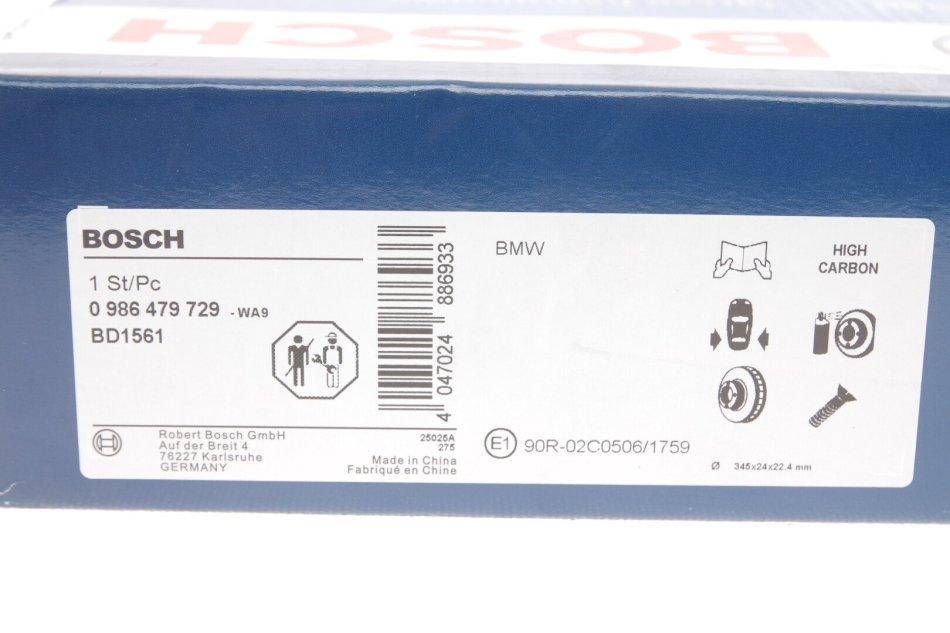 BOSCH
BOSCH
1 St/Pc
0 986 479 729 -WA9
BD1561
4 047024 886933
BMW
HIGH
CARBON
Robert Bosch GmbH
Auf der Breit 4
76227 Karlsruhe
GERMANY
25025A
275
Made in China
Fabriqué en Chine
E1 90R-02C0506/1759
Ø 345x24x22.4 mm